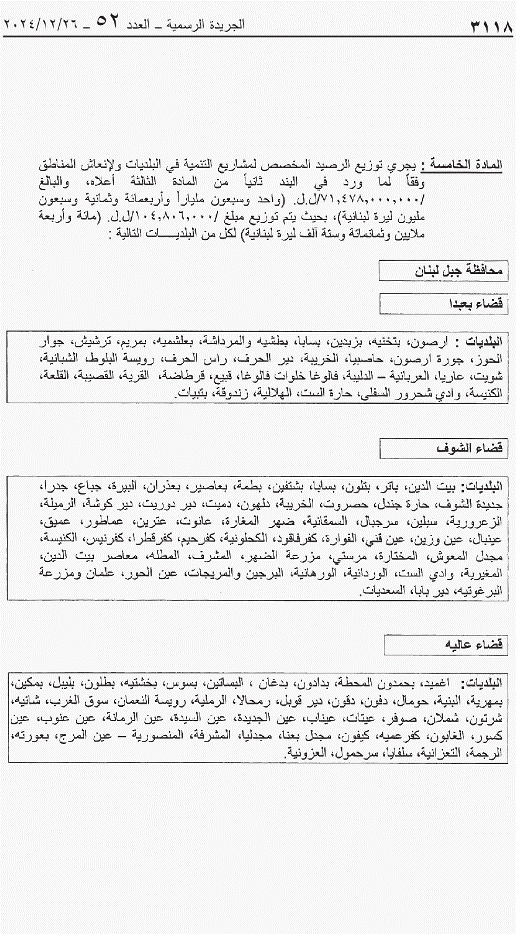 ٣١١٨
الجريدة الرسمية – العدد ٥٢ – ٢٠٢٤/١٢/٢٦
المادة الخامسة : يجري توزيع الرصيد المخصص لمشاريع التنمية في البلديات ولإنعاش المناطق
وفقاً لما ورد في البند ثانياً من المادة الثالثة أعلاه، والبالغ
/٧١,٤٧٨,٠٠٠,٠٠٠/ل.ل. (واحد وسبعون ملياراً وأربعمائة وثمانية وسبعون
مليون ليرة لبنانية)، بحيث يتم توزيع مبلغ /١٠٤,٨٠٦,٠٠٠/ل.ل. (مائة وأربعة
ملايين وثمانمائة وستة آلف ليرة لبنانية) لكل من البلديـــات التالية :
محافظة جبل لبنان
قضاء بعبدا
البلديات : ارصون، بتخنيه، بزبدين، بسابا، بطشيه والمرداشة، بعلشميه، بمريم، ترشيش، جوار
الحوز، جورة ارصون، حاصبيا، الخريبة، دير الحرف، راس الحرف، رويسة البلوط، الشبانية،
شويت، عاريا، العربانية – الدليبة، فالوغا خلوات فالوغا، قبيع، قرطاضة، القرية، القصيبة، القلعة،
الكنيسة، وادي شحرور السفلى، حارة الست، الهلالية، زندوقة، بتبيات.
قضاء الشوف
البلديات: بيت الدين، باتر، بتلون، بسابا، بشتفين، بطمة، بعاصير، بعذران، البيرة، جباع، جدرا،
جديدة الشوف، حارة جندل، حصروت، الخريبة، دلهون، دميت، دير دوريت، دير كوشة، الرميلة،
الزعرورية، سبلين، سرجبال، السمقانية، ضهر المغارة، عانوت، عترين، عماطور، عميق،
عينبال، عين وزين، عين قني، الفوارة، كفرفاقود، الكحلونية، كفرحيم، كفرقطرا، كفرنيس، الكنيسة،
مجدل المعوش، المختارة، مرستي، مزرعة الضهر، المشرف، المطله، معاصر بيت الدين،
المغيرية، وادي الست، الوردانية، الورهانية، البرجين والمريجات، عين الحور، علمان ومزرعة
البرغوتيه، دير بابا، السعديات.
قضاء عاليه
البلديات: اغميد، بحمدون المحطة، بدادون، بدغان ، البساتين، بسوس، بخشتيه، بطلون، بليبل، بمكين،
بمهرية، البنية، حومال، دفون، دقون، دير قوبل، رمحالا، الرملية، رويسة النعمان، سوق الغرب، شانيه،
شرتون، شملان، صوفر، عيتات، عيناب، عين الجديدة، عين السيدة، عين الرمانة، عين عنوب، عين
كسور، الغابون، كفرعميه، كيفون، مجدل بعنا، مجدليا، المشرفة، المنصورية – عين المرج، بعورته،
الرجمة، التعزانية، سلفايا، سرحمول، العزونية.